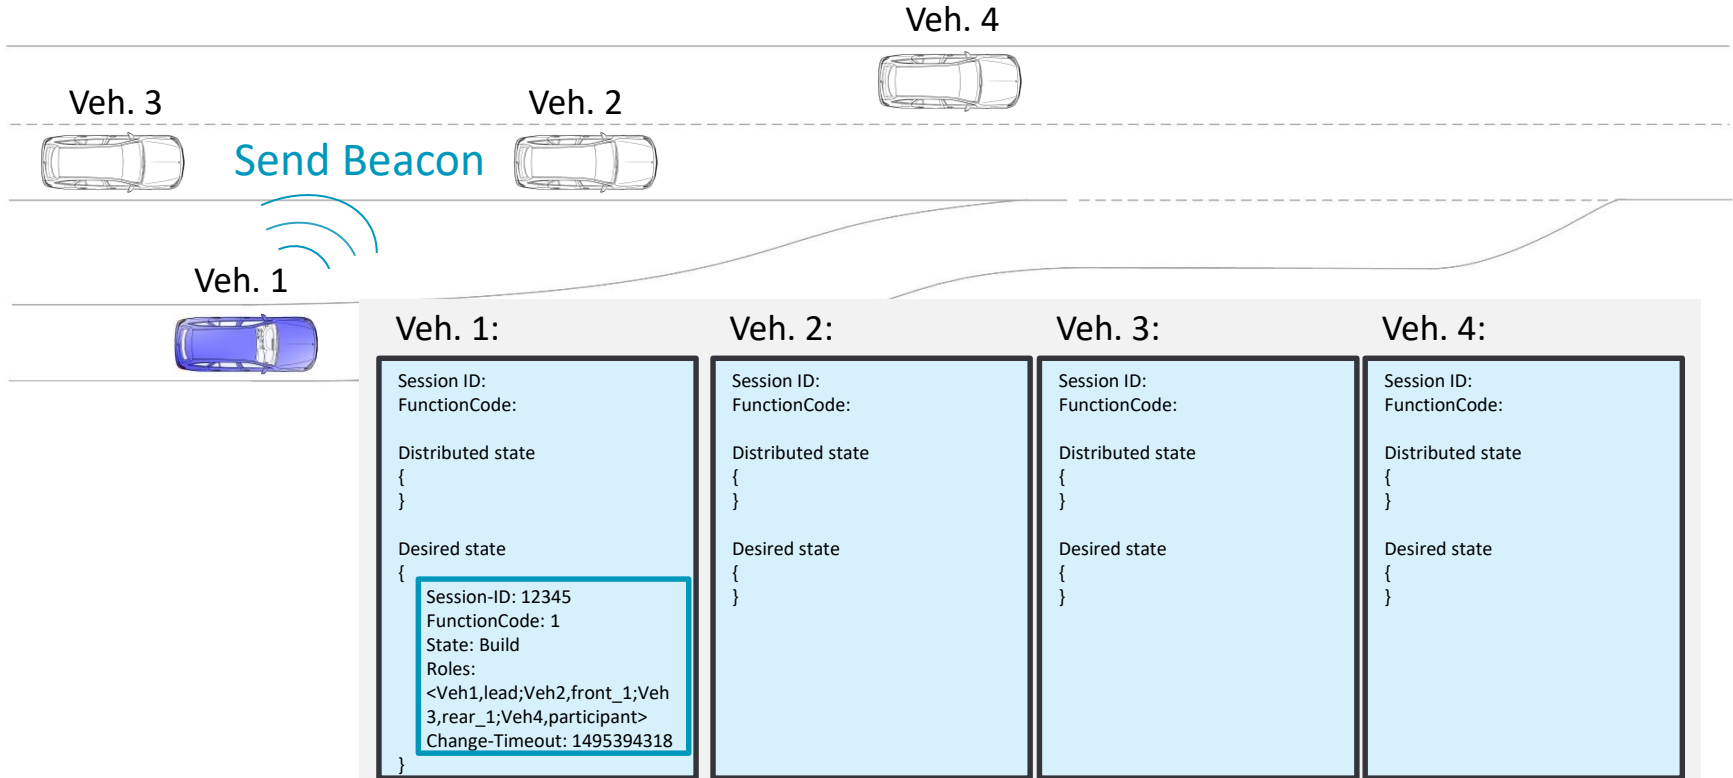 Veh. 4
Veh. 3
Veh. 2
Send Beacon
Veh. 1
Veh. 1:
Session ID:
FunctionCode:
Distributed state
{
}
Desired state
{
Session-ID: 12345
FunctionCode: 1
State: Build
Roles:
<Veh1,lead;Veh2,front_1;Veh
3,rear_1;Veh4,participant>
Change-Timeout: 1495394318
}
Veh. 2:
Session ID:
FunctionCode:
Distributed state
{
}
Desired state
{
}
Veh. 3:
Session ID:
FunctionCode:
Distributed state
{
}
Desired state
{
}
Veh. 4:
Session ID:
FunctionCode:
Distributed state
{
}
Desired state
{
}